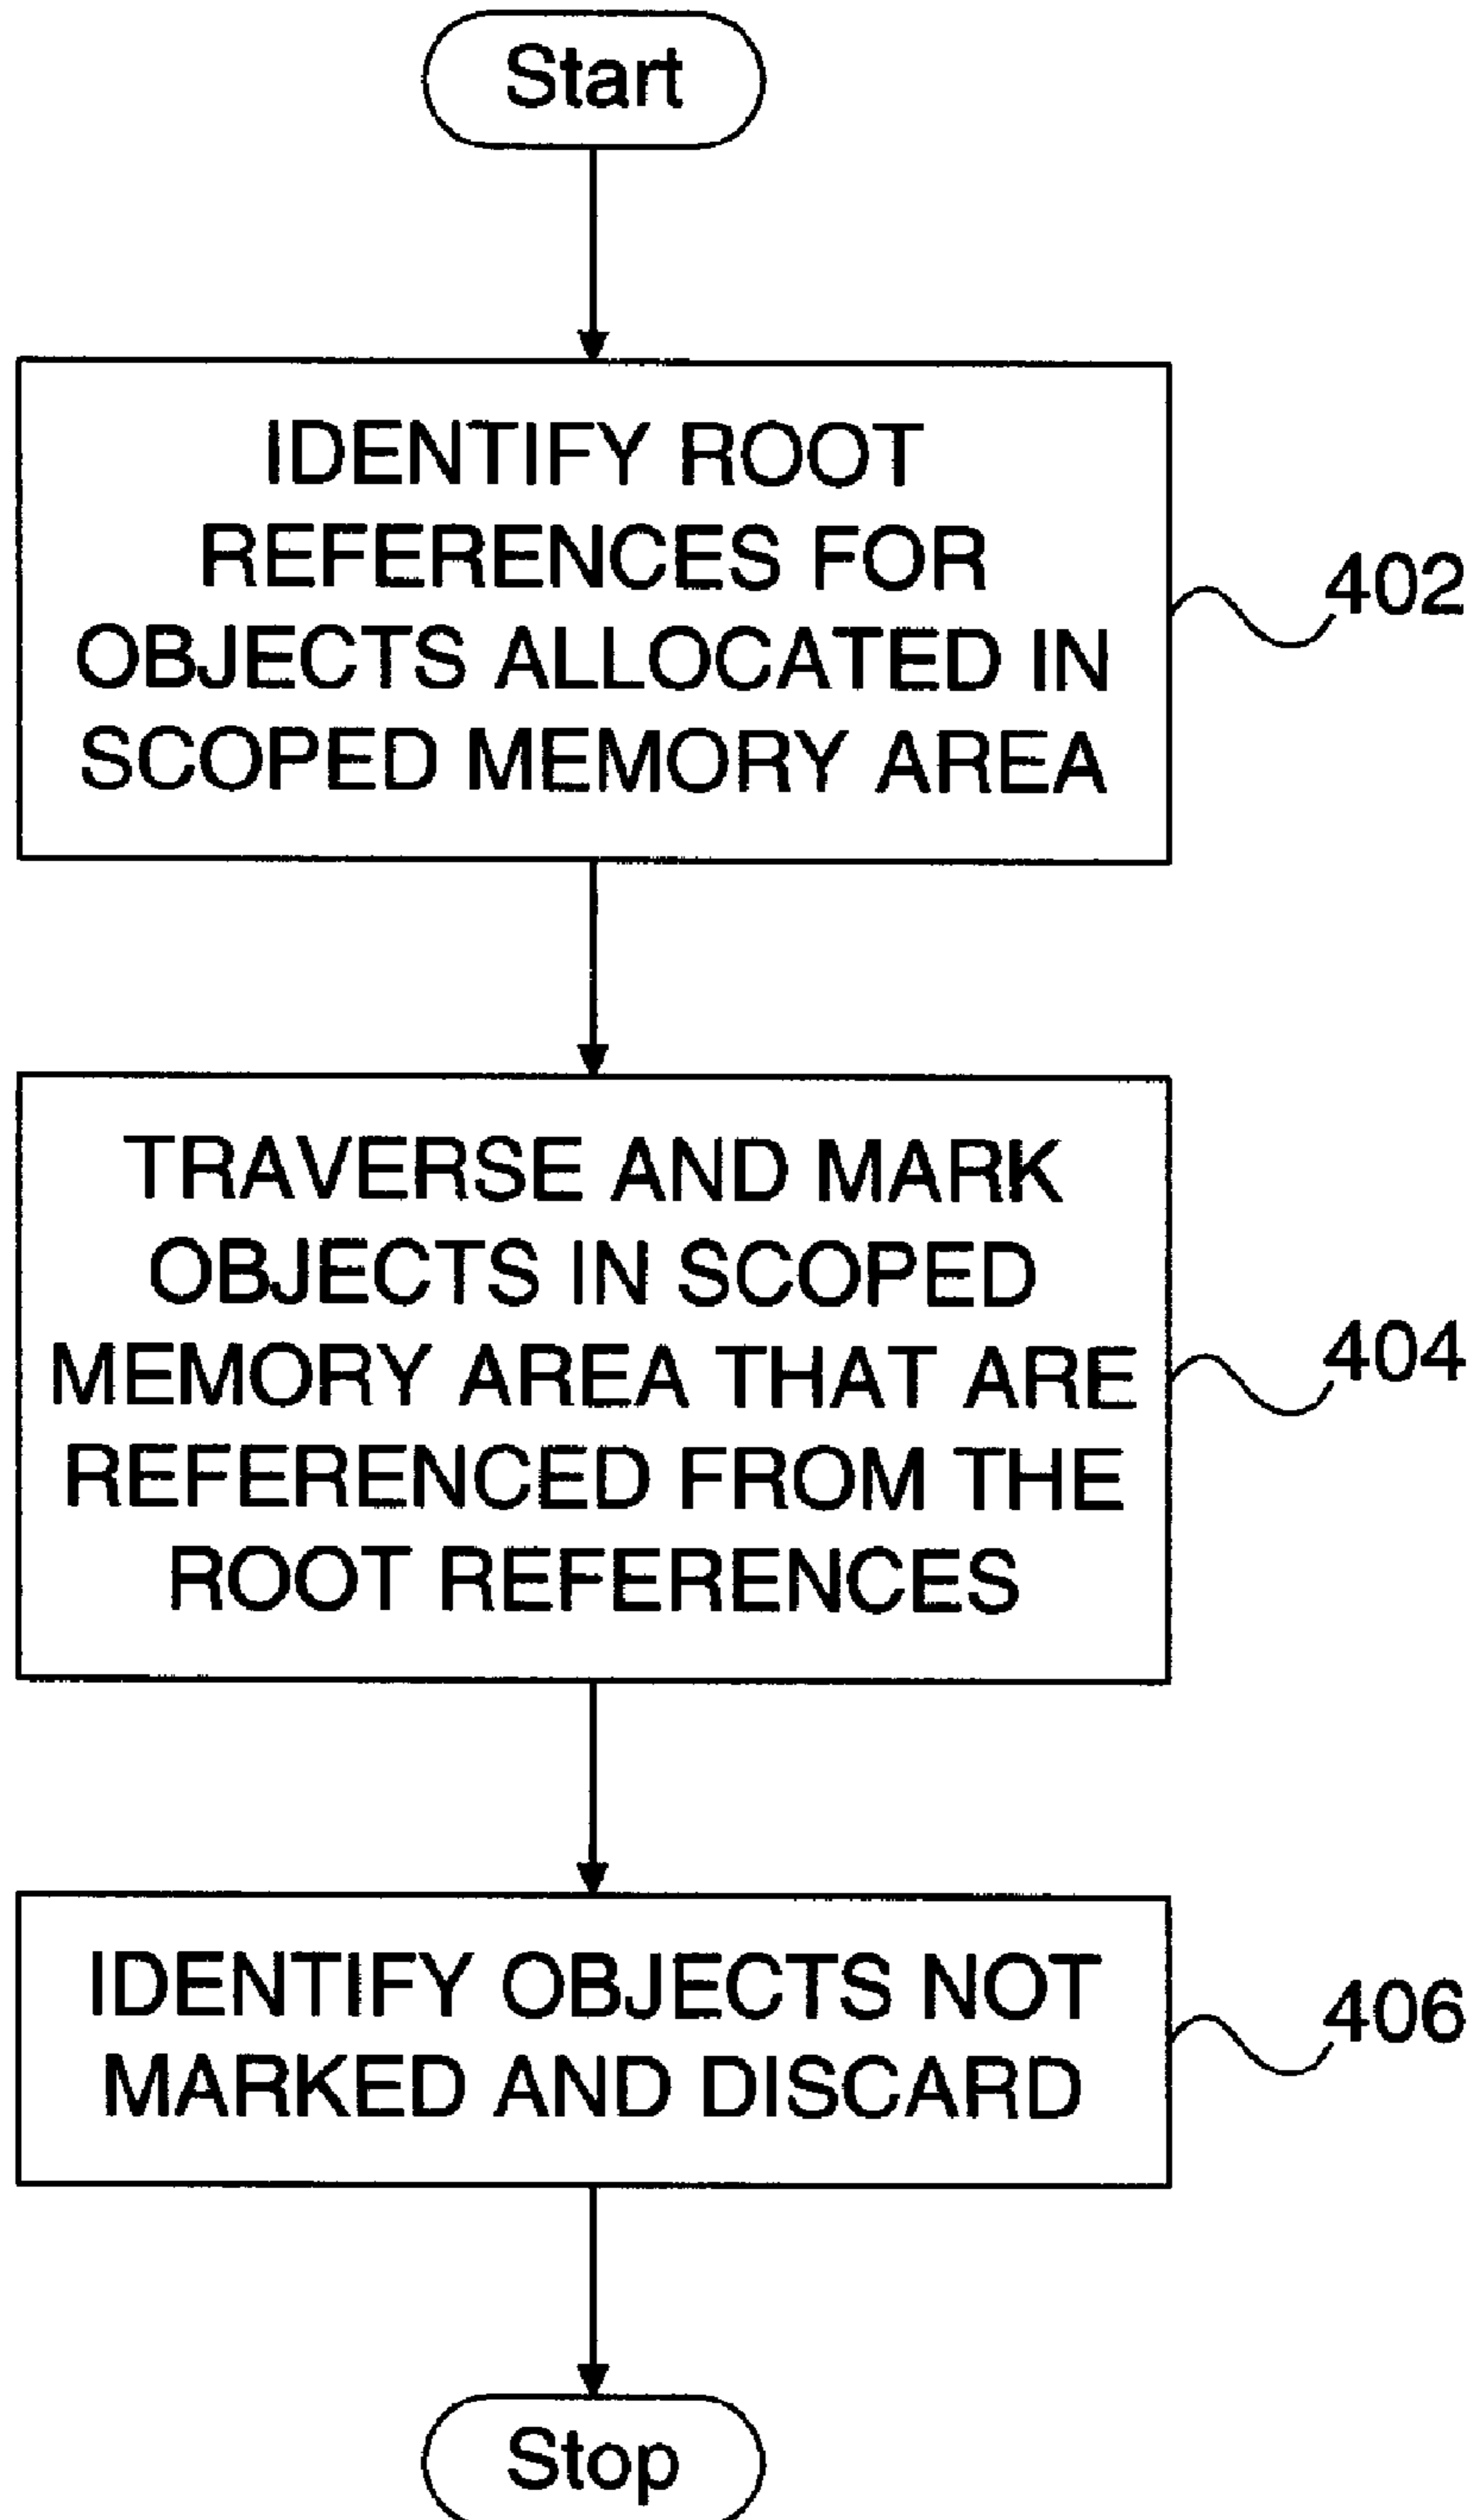 Start
IDENTIFY ROOT
REFERENCES FOR
OBJECTS ALLOCATED IN
SCOPED MEMORY AREA
402
TRAVERSE AND MARK
OBJECTS IN SCOPED
MEMORY AREA THAT ARE
REFERENCED FROM THE
ROOT REFERENCES
404
IDENTIFY OBJECTS NOT
MARKED AND DISCARD
406
Stop